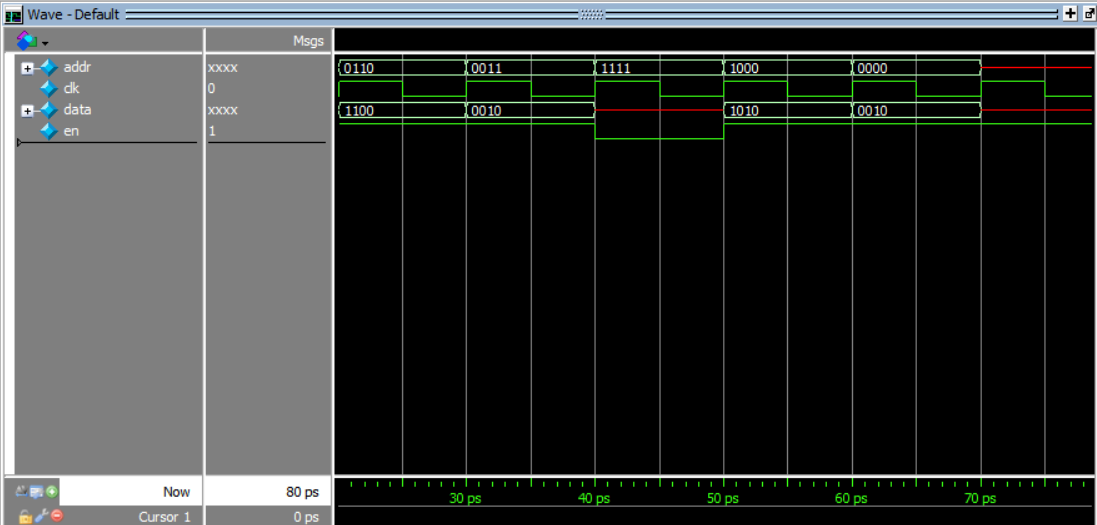 Wave - Default
Msgs
addr xxxx 0110 0011 1111 1000 0000
clk 0
data xxxx 1100 0010 1010 0010
en 1
Now 80 ps 30 ps 40 ps 50 ps 60 ps 70 ps
Cursor 1 0 ps